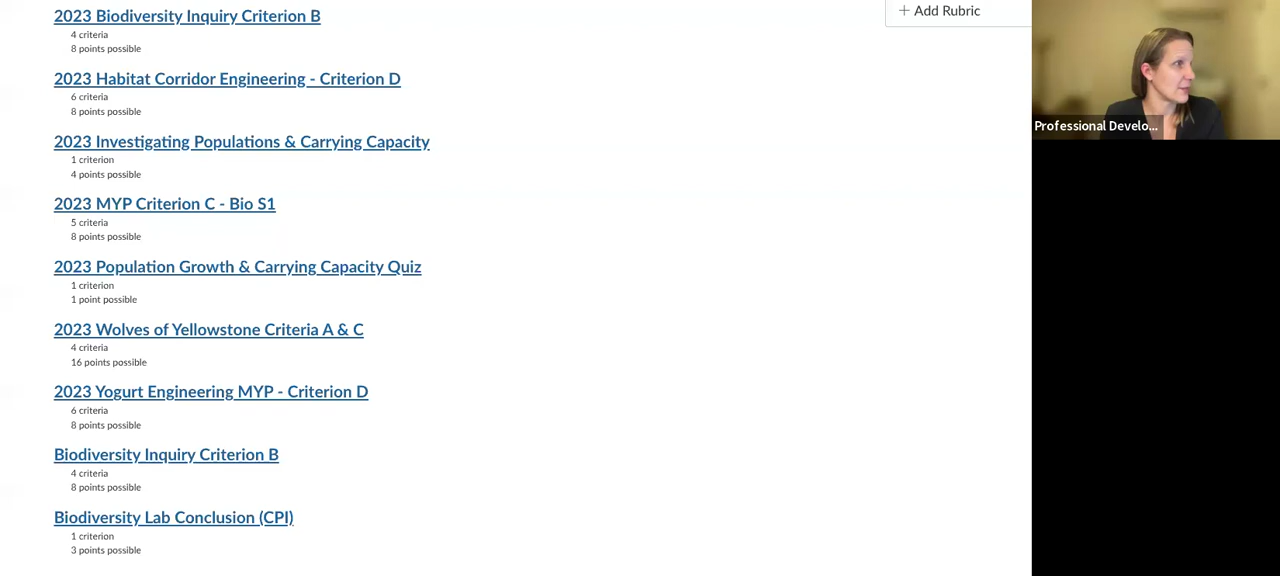 2023 Biodiversity Inquiry Criterion B
4 criteria
8 points possible
+ Add Rubric
2023 Habitat Corridor Engineering - Criterion D
6 criteria
8 points possible
2023 Investigating Populations & Carrying Capacity
1 criterion
4 points possible
2023 MYP Criterion C - Bio S1
5 criteria
8 points possible
2023 Population Growth & Carrying Capacity Quiz
1 criterion
1 point possible
2023 Wolves of Yellowstone Criteria A & C
4 criteria
16 points possible
2023 Yogurt Engineering MYP - Criterion D
6 criteria
8 points possible
Biodiversity Inquiry Criterion B
4 criteria
8 points possible
Biodiversity Lab Conclusion (CPI)
1 criterion
3 points possible
Professional Develo...